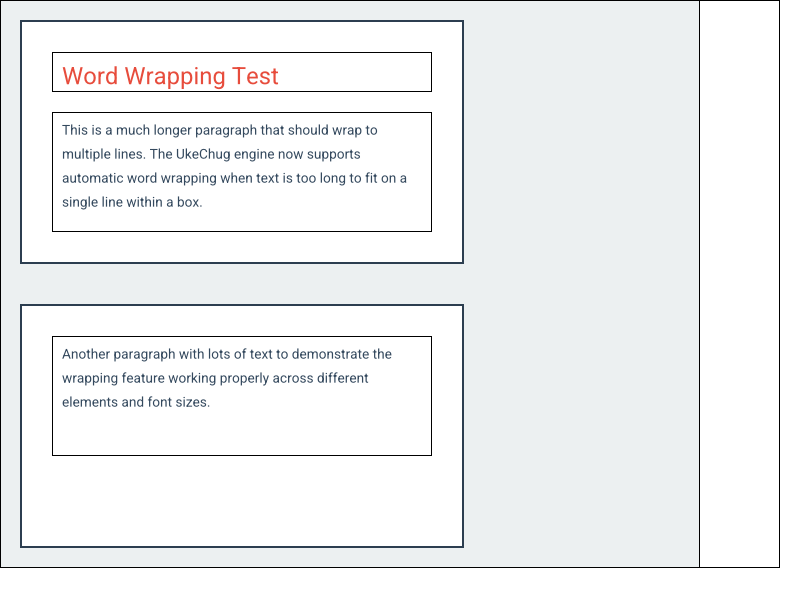 Word Wrapping Test
This is a much longer paragraph that should wrap to
multiple lines. The UkeChug engine now supports
automatic word wrapping when text is too long to fit on a
single line within a box.
Another paragraph with lots of text to demonstrate the
wrapping feature working properly across different
elements and font sizes.